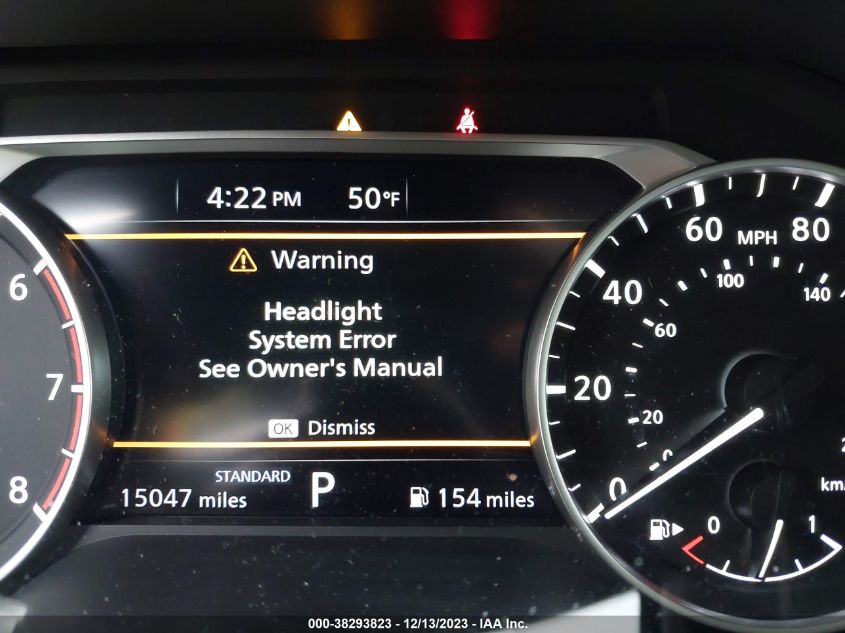 4:22 PM 50°F
Warning
Headlight
System Error
See Owner's Manual
OK Dismiss
STANDARD
15047 miles P 154 miles
6
7
8
0
20
40
60
80
MPH
0
20
60
100
140
km/
0 1
000-38293823 - 12/13/2023 - IAA Inc.